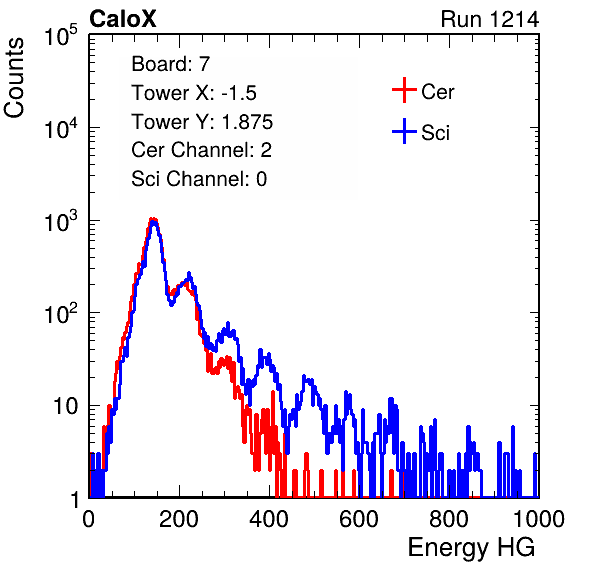 CaloX Run 1214
Counts
10^5
10^4
10^3
10^2
10
1
Board: 7
Tower X: -1.5
Tower Y: 1.875
Cer Channel: 2
Sci Channel: 0
Cer
Sci
0 200 400 600 800 1000
Energy HG